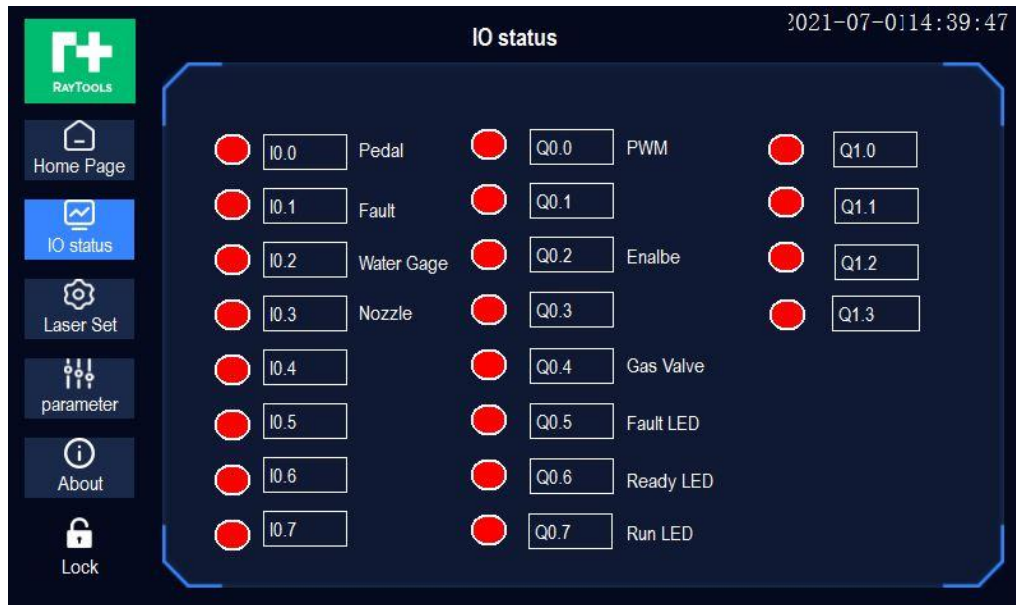 IO status
2021-07-0114:39:47
RAYTOOLS
Home Page
IO status
Laser Set
parameter
About
Lock
I0.0 Pedal
I0.1 Fault
I0.2 Water Gage
I0.3 Nozzle
I0.4
I0.5
I0.6
I0.7
Q0.0 PWM
Q0.1
Q0.2 Enalbe
Q0.3
Q0.4 Gas Valve
Q0.5 Fault LED
Q0.6 Ready LED
Q0.7 Run LED
Q1.0
Q1.1
Q1.2
Q1.3